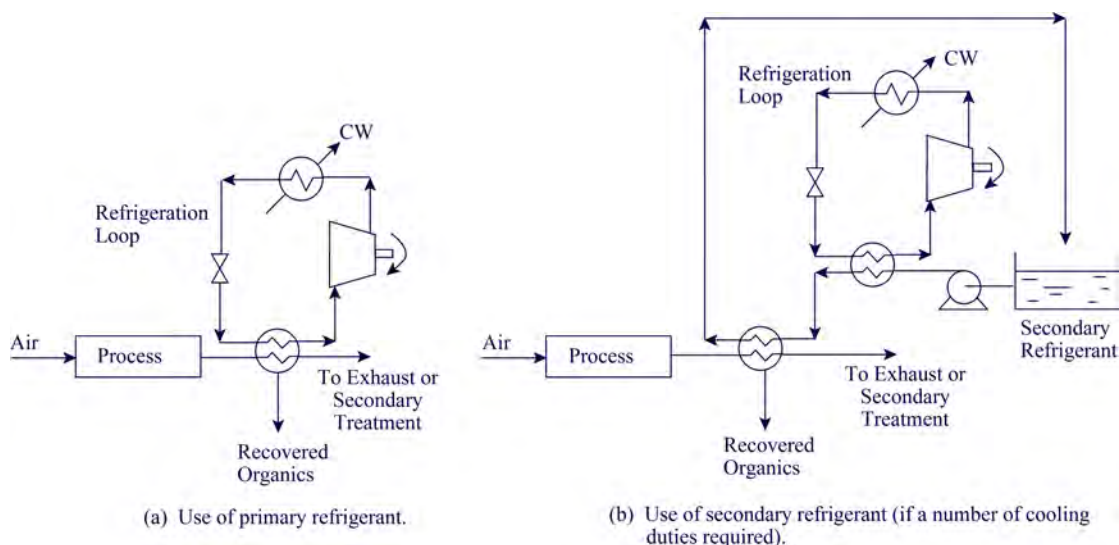 CW
Refrigeration
Loop
Air
Process
To Exhaust or
Secondary
Treatment
Recovered
Organics
(a) Use of primary refrigerant.
CW
Refrigeration
Loop
Secondary
Refrigerant
Air
Process
To Exhaust or
Secondary
Treatment
Recovered
Organics
(b) Use of secondary refrigerant (if a number of cooling
duties required).